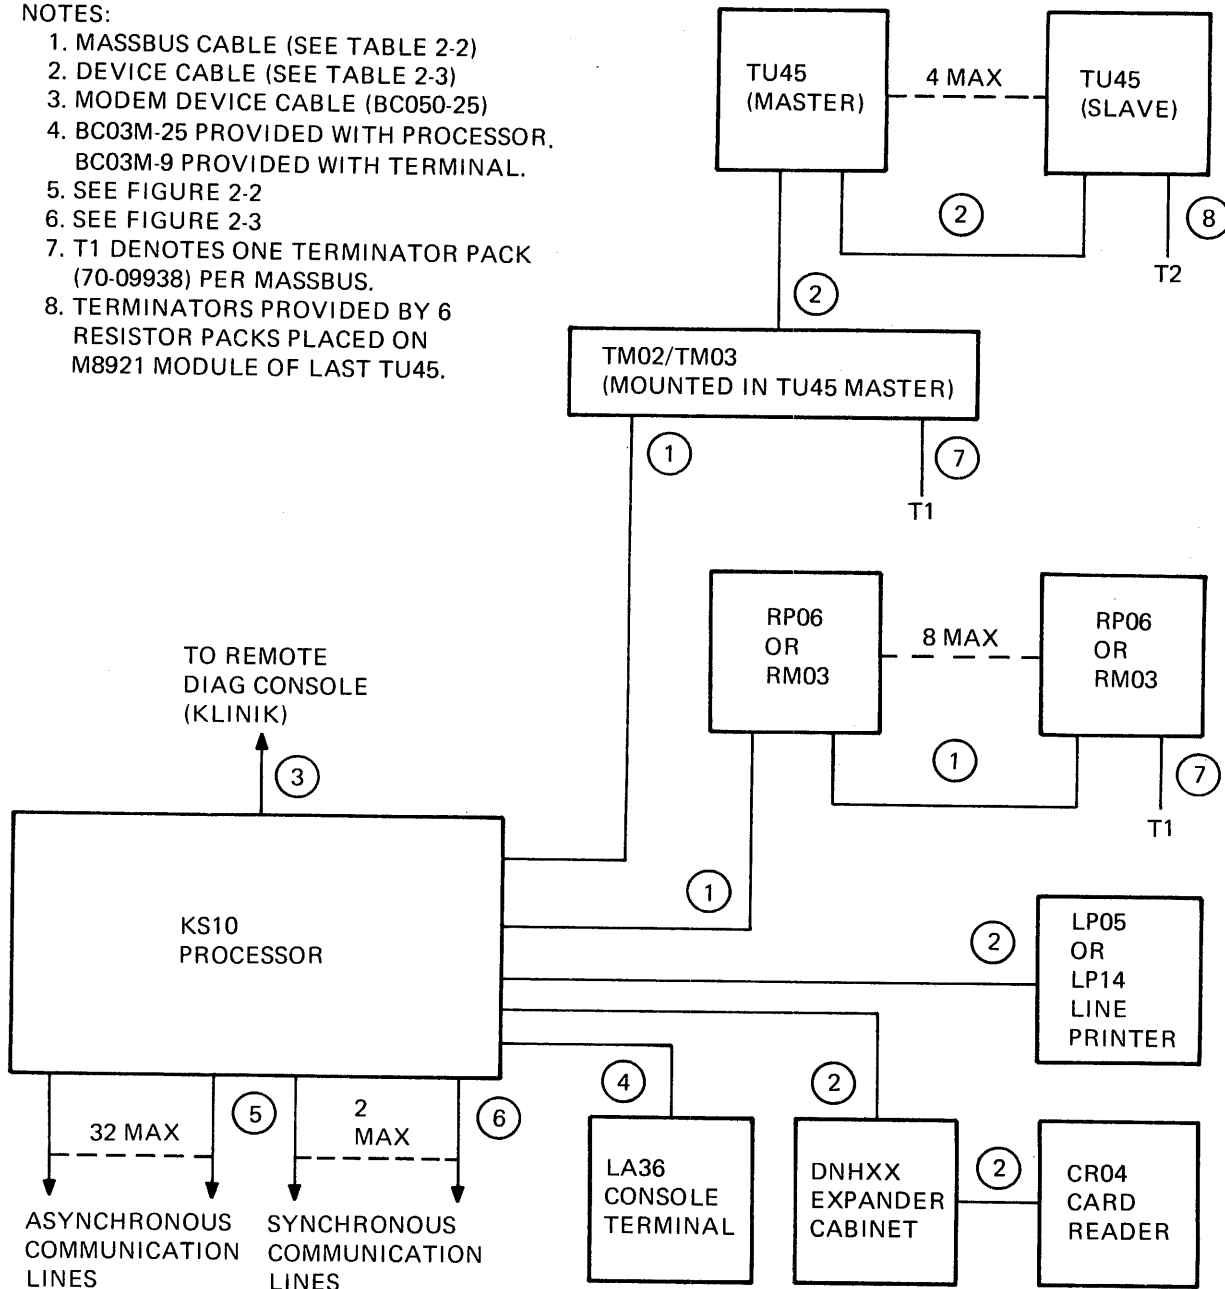 NOTES:
1. MASSBUS CABLE (SEE TABLE 2-2)
2. DEVICE CABLE (SEE TABLE 2-3)
3. MODEM DEVICE CABLE (BC050-25)
4. BC03M-25 PROVIDED WITH PROCESSOR.
BC03M-9 PROVIDED WITH TERMINAL.
5. SEE FIGURE 2-2
6. SEE FIGURE 2-3
7. T1 DENOTES ONE TERMINATOR PACK
(70-09938) PER MASSBUS.
8. TERMINATORS PROVIDED BY 6
RESISTOR PACKS PLACED ON
M8921 MODULE OF LAST TU45.
TU45
(MASTER)
4 MAX
TU45
(SLAVE)
2
8
T2
2
TM02/TM03
(MOUNTED IN TU45 MASTER)
1
7
T1
RP06
OR
RM03
8 MAX
RP06
OR
RM03
1
7
T1
TO REMOTE
DIAG CONSOLE
(KLINIK)
3
1
KS10
PROCESSOR
2
LP05
OR
LP14
LINE
PRINTER
4
2
5
6
32 MAX
2
MAX
ASYNCHRONOUS
COMMUNICATION
LINES
SYNCHRONOUS
COMMUNICATION
LINES
LA36
CONSOLE
TERMINAL
DNHXX
EXPANDER
CABINET
2
CR04
CARD
READER